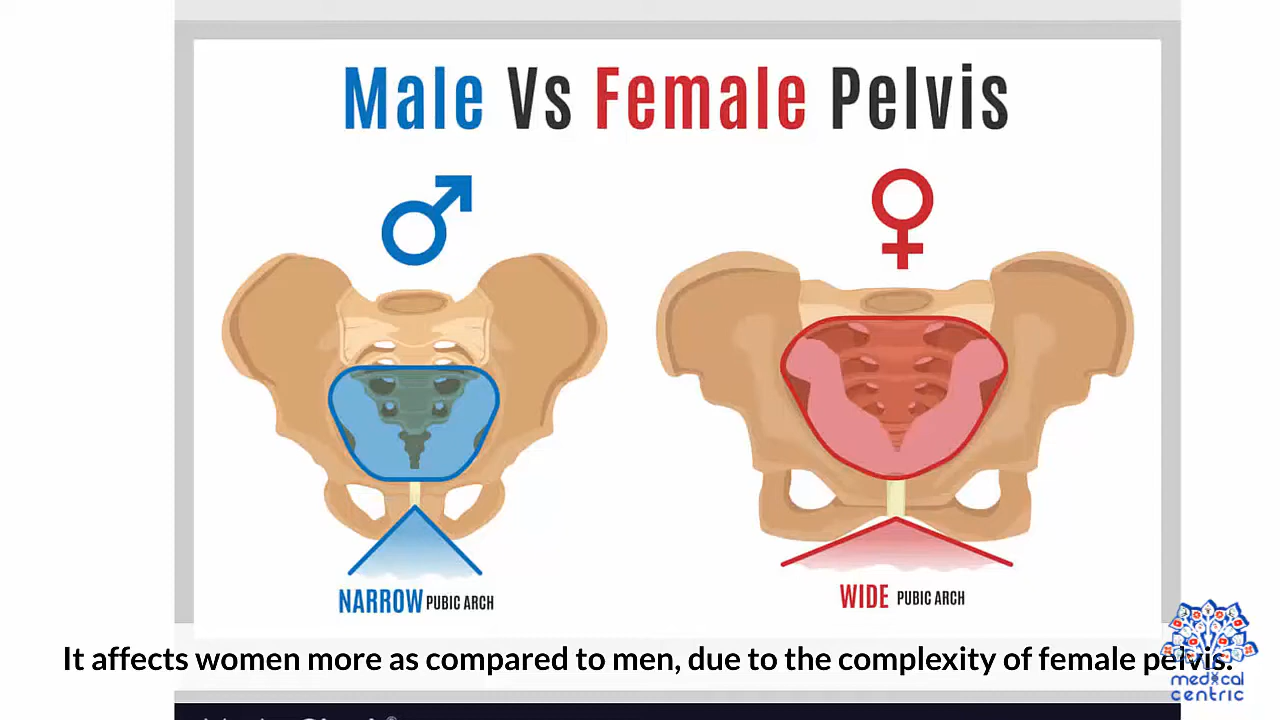 Male Vs Female Pelvis
NARROW PUBIC ARCH
WIDE PUBIC ARCH
It affects women more as compared to men, due to the complexity of female pelvis.
medical
centric